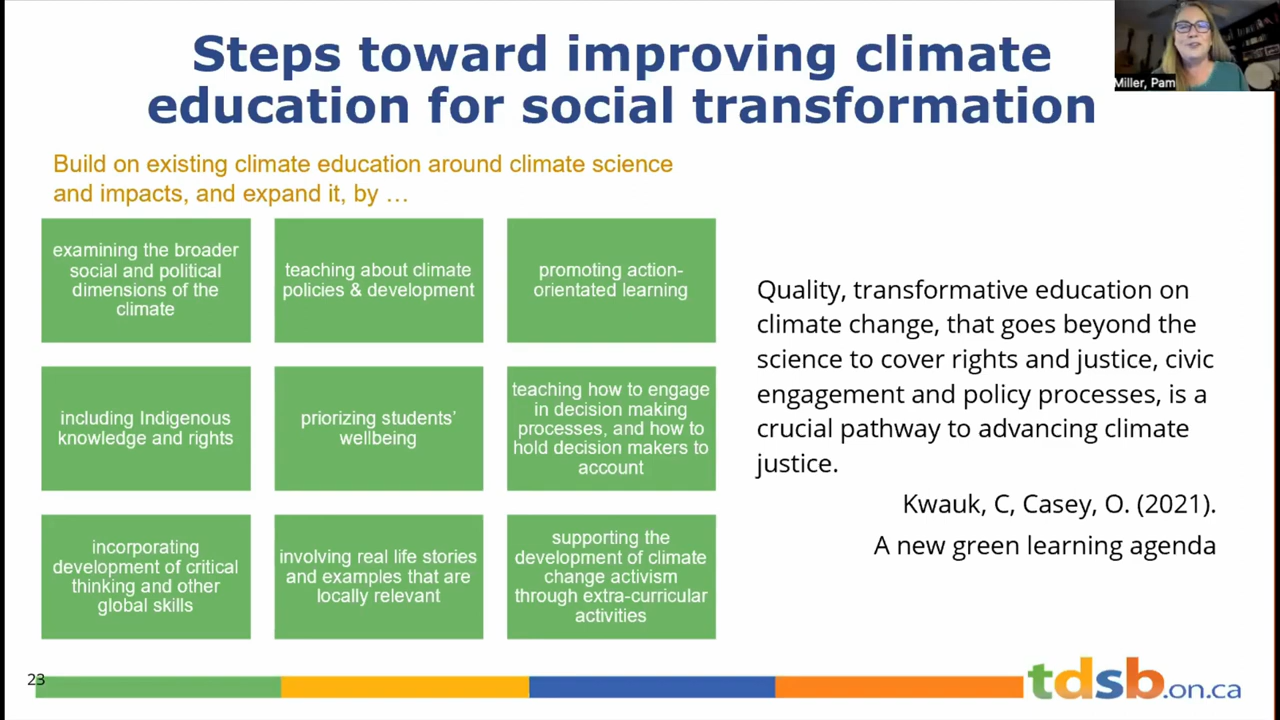 Steps toward improving climate
education for social transformation
Miller, Pam
Build on existing climate education around climate science
and impacts, and expand it, by …
examining the broader
social and political
dimensions of the
climate
teaching about climate
policies & development
promoting action-
orientated learning
including Indigenous
knowledge and rights
priorizing students’
wellbeing
teaching how to engage
in decision making
processes, and how to
hold decision makers to
account
incorporating
development of critical
thinking and other
global skills
involving real life stories
and examples that are
locally relevant
supporting the
development of climate
change activism
through extra-curricular
activities
Quality, transformative education on
climate change, that goes beyond the
science to cover rights and justice, civic
engagement and policy processes, is a
crucial pathway to advancing climate
justice.
Kwauk, C, Casey, O. (2021).
A new green learning agenda
23
tdsb.on.ca